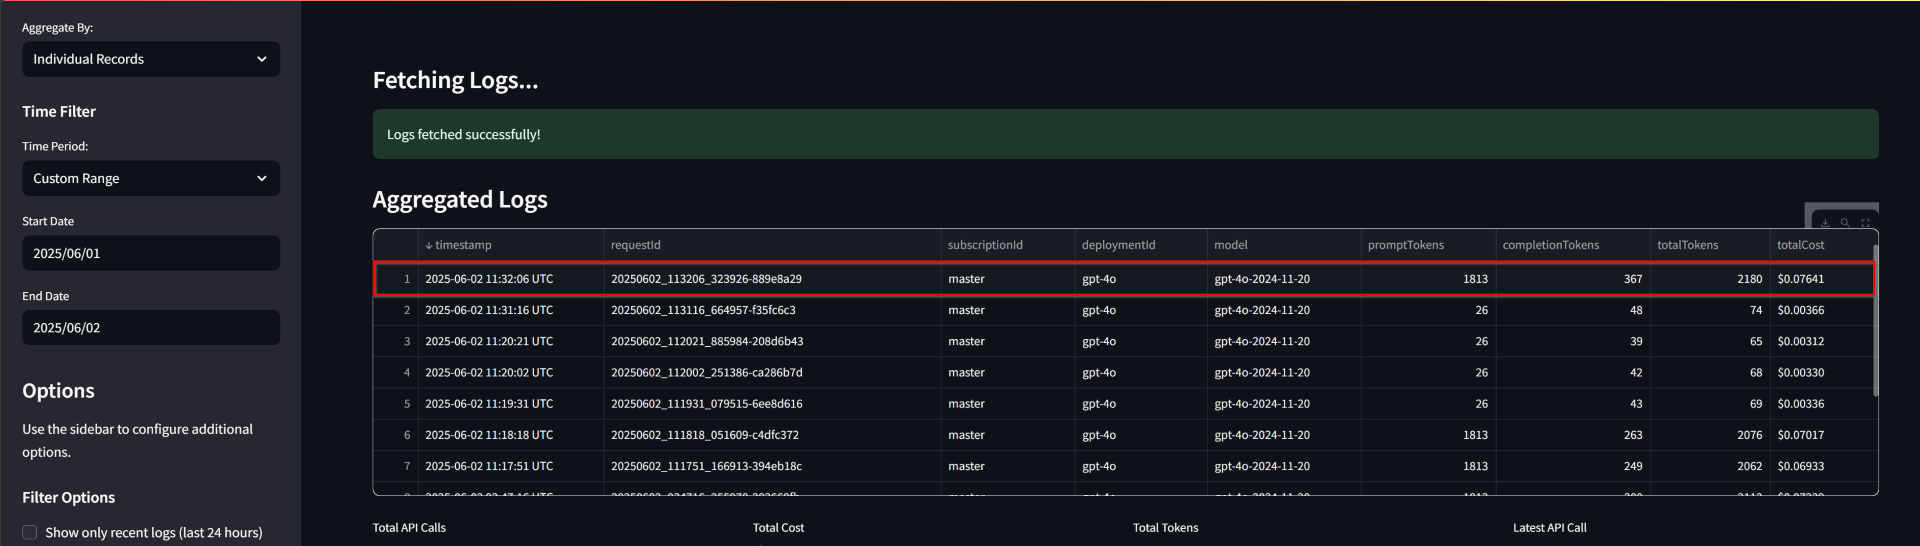 Aggregate By:
Individual Records
Time Filter
Time Period:
Custom Range
Start Date
2025/06/01
End Date
2025/06/02
Options
Use the sidebar to configure additional
options.
Filter Options
Show only recent logs (last 24 hours)
Fetching Logs...
Logs fetched successfully!
Aggregated Logs
↓ timestamp requestId subscriptionId deploymentId model promptTokens completionTokens totalTokens totalCost
1 2025-06-02 11:32:06 UTC 20250602_113206_323926-889e8a29 master gpt-4o gpt-4o-2024-11-20 1813 367 2180 $0.07641
2 2025-06-02 11:31:16 UTC 20250602_113116_664957-f35fc6c3 master gpt-4o gpt-4o-2024-11-20 26 48 74 $0.00366
3 2025-06-02 11:20:21 UTC 20250602_112021_885984-208d6b43 master gpt-4o gpt-4o-2024-11-20 26 39 65 $0.00312
4 2025-06-02 11:20:02 UTC 20250602_112002_251386-ca286b7d master gpt-4o gpt-4o-2024-11-20 26 42 68 $0.00330
5 2025-06-02 11:19:31 UTC 20250602_111931_079515-6ee8d616 master gpt-4o gpt-4o-2024-11-20 26 43 69 $0.00336
6 2025-06-02 11:18:18 UTC 20250602_111818_051609-c4dfc372 master gpt-4o gpt-4o-2024-11-20 1813 263 2076 $0.07017
7 2025-06-02 11:17:51 UTC 20250602_111751_166913-394eb18c master gpt-4o gpt-4o-2024-11-20 1813 249 2062 $0.06933
Total API Calls Total Cost Total Tokens Latest API Call